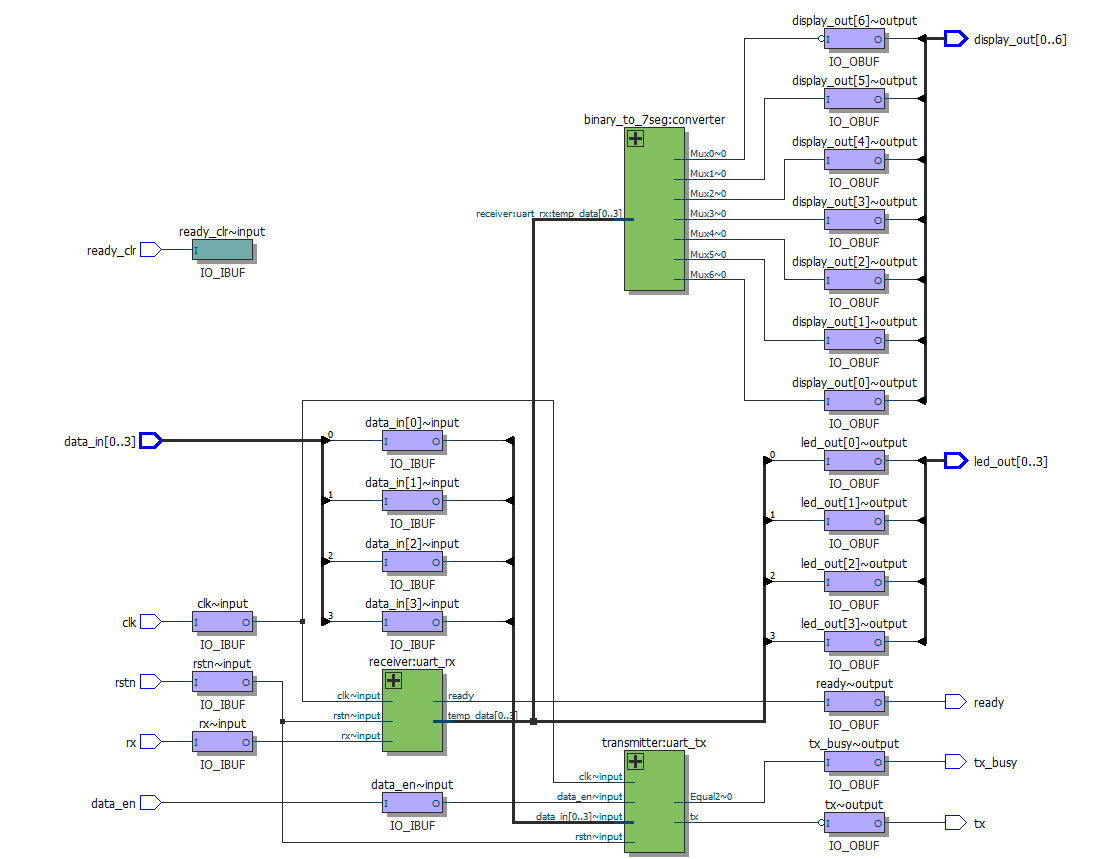 display_out[6]~output
I O
IO_OBUF
display_out[0..6]
display_out[5]~output
I O
IO_OBUF
display_out[4]~output
I O
IO_OBUF
display_out[3]~output
I O
IO_OBUF
display_out[2]~output
I O
IO_OBUF
display_out[1]~output
I O
IO_OBUF
display_out[0]~output
I O
IO_OBUF
binary_to_7seg:converter
receiver:uart_rx:temp_data[0..3]
Mux0~0
Mux1~0
Mux2~0
Mux3~0
Mux4~0
Mux5~0
Mux6~0
ready_clr
ready_clr~input
I
IO_IBUF
data_in[0..3]
0
data_in[0]~input
I O
IO_IBUF
1
data_in[1]~input
I O
IO_IBUF
2
data_in[2]~input
I O
IO_IBUF
3
data_in[3]~input
I O
IO_IBUF
0
led_out[0]~output
I O
IO_OBUF
led_out[0..3]
1
led_out[1]~output
I O
IO_OBUF
2
led_out[2]~output
I O
IO_OBUF
3
led_out[3]~output
I O
IO_OBUF
clk
clk~input
I O
IO_IBUF
rstn
rstn~input
I O
IO_IBUF
rx
rx~input
I O
IO_IBUF
receiver:uart_rx
clk~input
rstn~input
rx~input
ready
temp_data[0..3]
ready~output
I O
IO_OBUF
ready
data_en
data_en~input
I O
IO_IBUF
transmitter:uart_tx
clk~input
data_en~input
data_in[0..3]~input
rstn~input
Equal2~0
tx
tx_busy~output
I O
IO_OBUF
tx_busy
tx~output
I O
IO_OBUF
tx